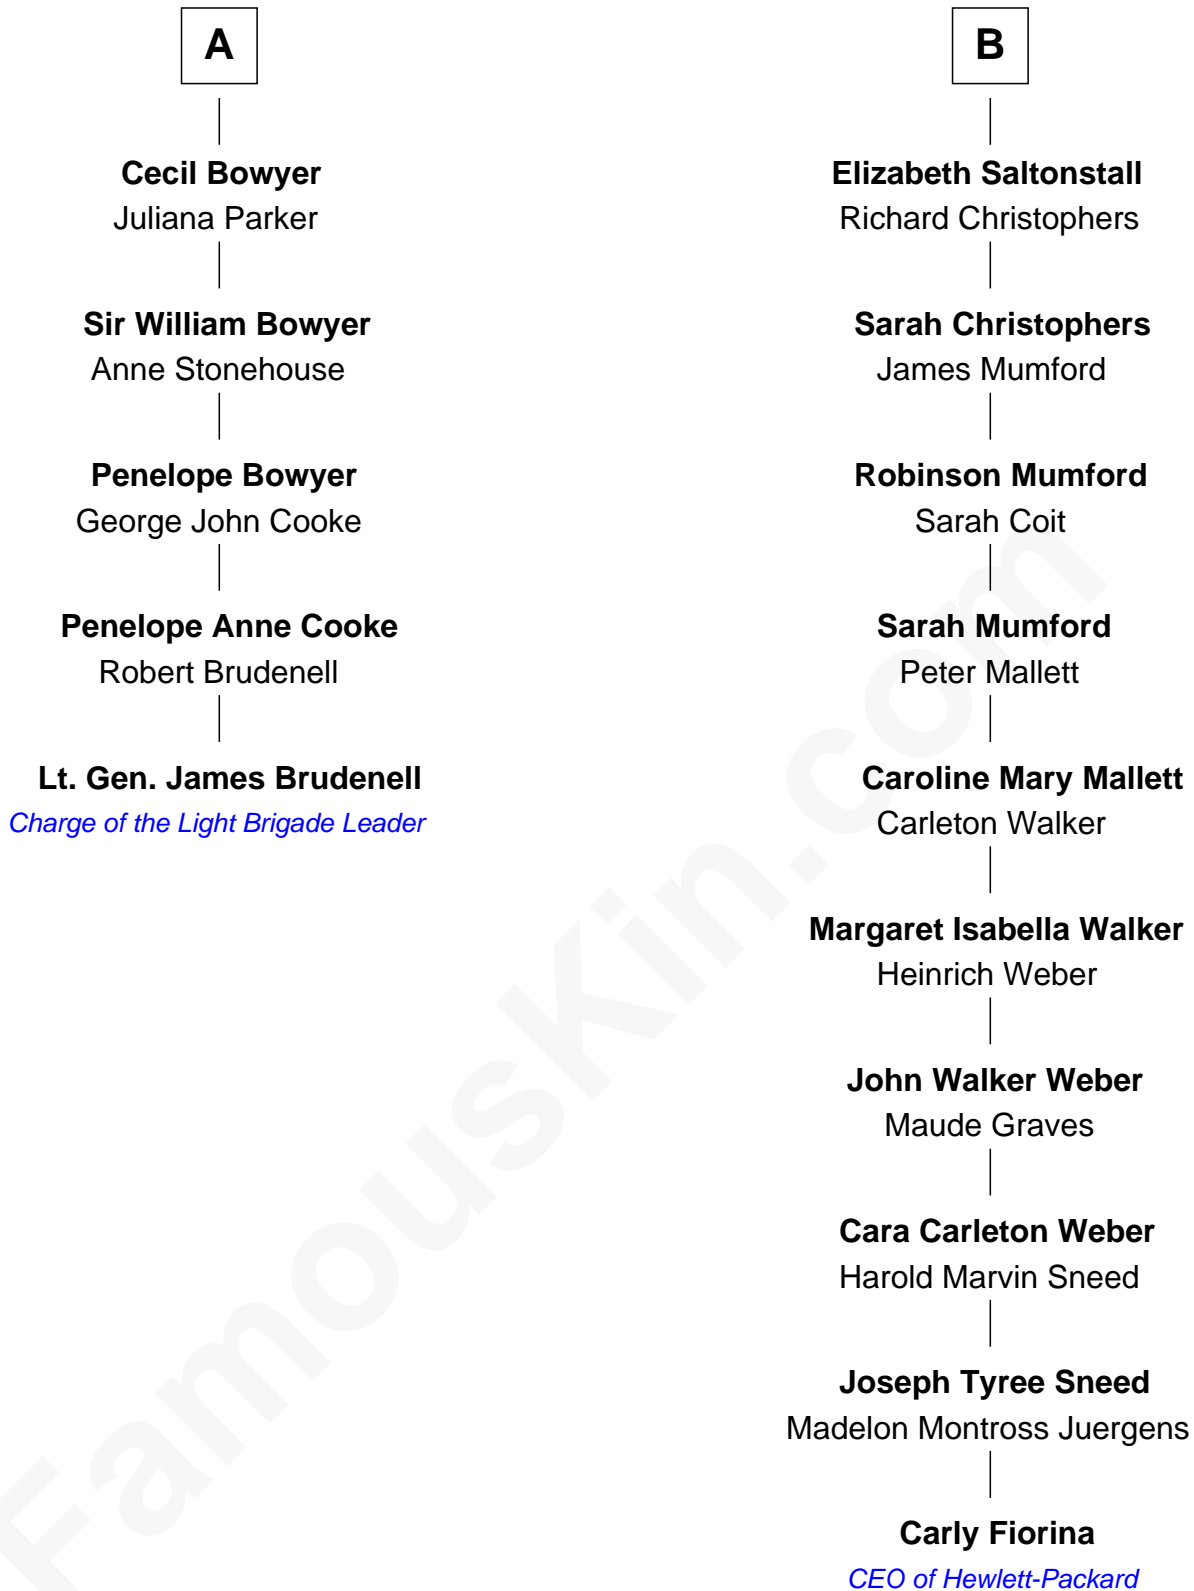 A
Cecil Bowyer
Juliana Parker
Sir William Bowyer
Anne Stonehouse
Penelope Bowyer
George John Cooke
Penelope Anne Cooke
Robert Brudenell
Lt. Gen. James Brudenell
Charge of the Light Brigade Leader
B
Elizabeth Saltonstall
Richard Christophers
Sarah Christophers
James Mumford
Robinson Mumford
Sarah Coit
Sarah Mumford
Peter Mallett
Caroline Mary Mallett
Carleton Walker
Margaret Isabella Walker
Heinrich Weber
John Walker Weber
Maude Graves
Cara Carleton Weber
Harold Marvin Sneed
Joseph Tyree Sneed
Madelon Montross Juergens
Carly Fiorina
CEO of Hewlett-Packard
FamousKin.com